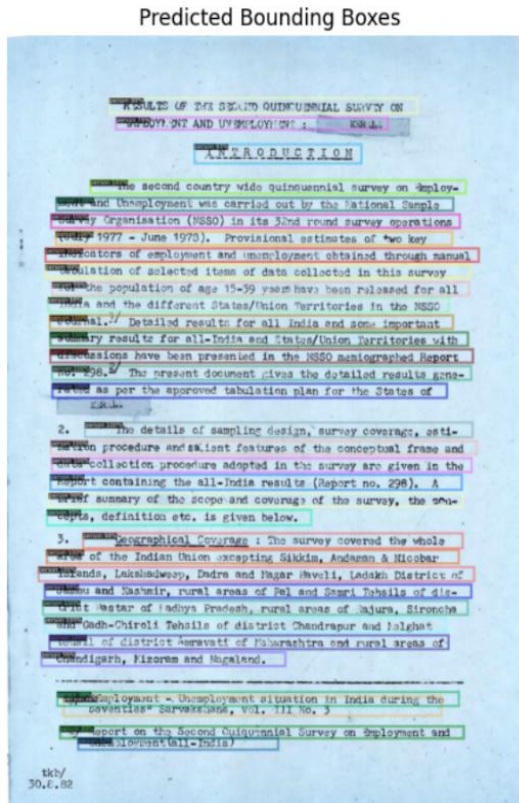 Predicted Bounding Boxes
RESULTS OF THE SECOND QUINQUENNIAL SURVEY ON
EMPLOYMENT AND UNEMPLOYMENT :
INTRODUCTION
The second country wide quinquennial survey on Employ-
ment and Unemployment was carried out by the National Sample
Survey Organisation (NSSO) in its 32nd round survey operations
(July 1977 - June 1978). Provisional estimates of two key
indicators of employment and unemployment obtained through manual
tabulation of selected items of data collected in this survey
for the population of age 15-39 years have been released for all
India and the different States/Union Territories in the NSSO
Journal.1/ Detailed results for all India and some important
summary results for all-India and States/Union Territories with
discussions have been presented in the NSSO memiographed Report
no. 298.2/ The present document gives the detailed results gene-
rated as per the approved tabulation plan for the States of
2. The details of sampling design, survey coverage, esti-
mation procedure and salient features of the conceptual frame and
data collection procedure adopted in the survey are given in the
Report containing the all-India results (Report no. 298). A
brief summary of the scope and coverage of the survey, the con-
cepts, definition etc. is given below.
3. Geographical Coverage : The survey covered the whole
area of the Indian Union excepting Sikkim, Andaman & Nicobar
Islands, Lakshadweep, Dadra and Nagar Haveli, Ladakh District of
Jammu and Kashmir, rural areas of Pal and Samri Tehsils of dis-
trict Bastar of Madhya Pradesh, rural areas of Rajura, Sironcha
and Gadh-Chiroli Tehsils of district Chandrapur and Melghat
tehsil of district Amravati of Maharashtra and rural areas of
Chandigarh, Mizoram and Nagaland.
Employment - Unemployment situation in India during the
Seventies" Sarvekshana, Vol. III No. 3
Report on the Second Quiquennial Survey on Employment and
Unemployment(all-India)
tkb/
30.8.82